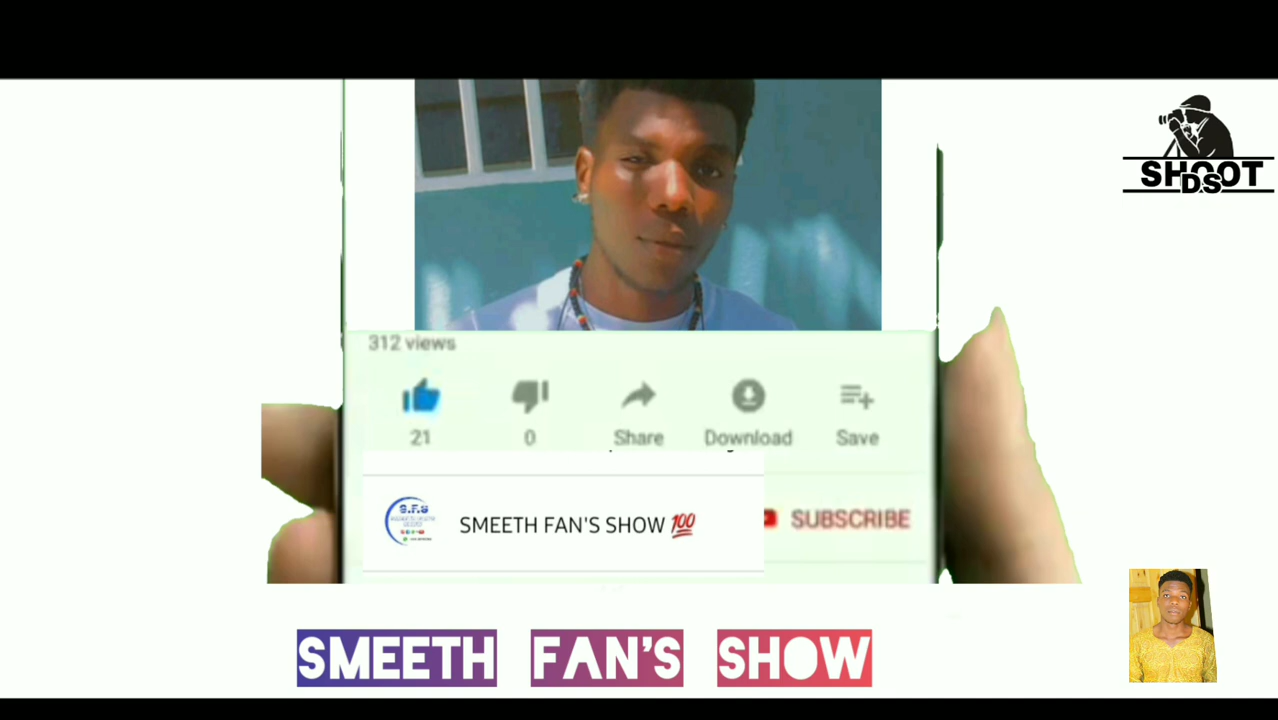 SHOOT
DS
312 views
21
0
Share
Download
Save
S.F.S
SMEETH FAN'S SHOW 💯
SUBSCRIBE
SMEETH FAN'S SHOW